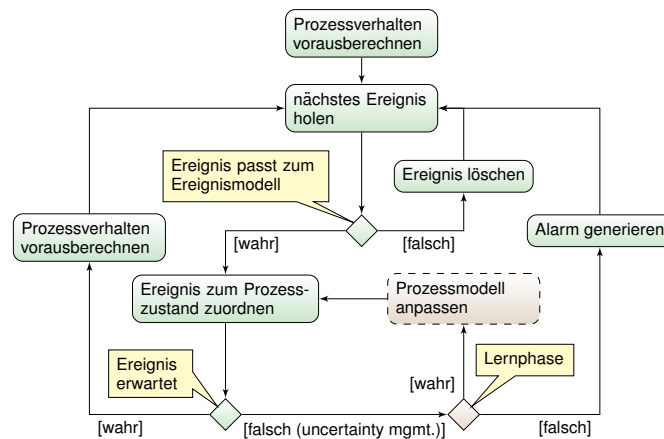 Prozessverhalten
vorausberechnen
nächstes Ereignis
holen
Ereignis passt zum
Ereignismodell
Ereignis löschen
Prozessverhalten
vorausberechnen
Alarm generieren
[wahr]
[falsch]
Ereignis zum Prozess-
zustand zuordnen
Prozessmodell
anpassen
Ereignis
erwartet
Lernphase
[wahr]
[wahr]
[falsch (uncertainty mgmt.)]
[falsch]